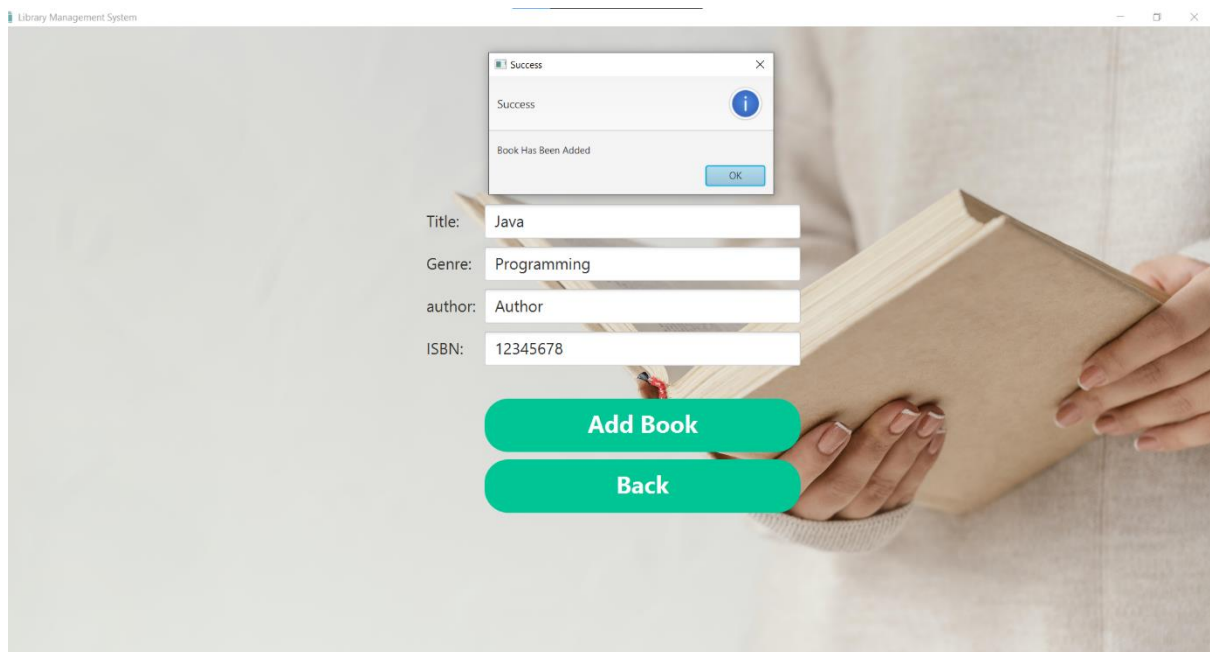 Library Management System
Success
Success
Book Has Been Added
OK
Title: Java
Genre: Programming
author: Author
ISBN: 12345678
Add Book
Back